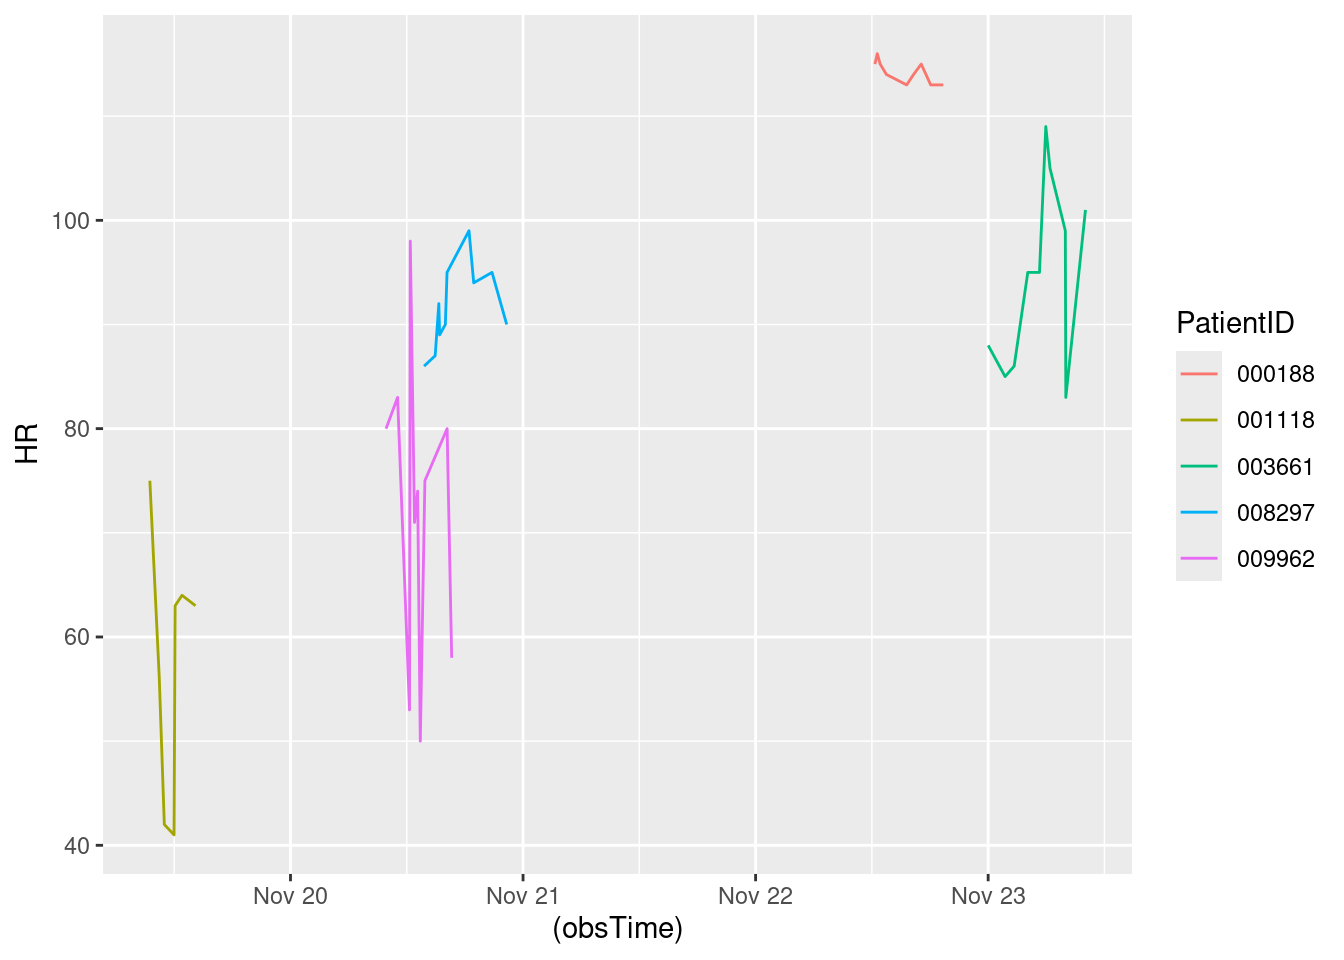 100
80
60
40
HR
Nov 20
Nov 21
Nov 22
Nov 23
(obsTime)
PatientID
000188
001118
003661
008297
009962